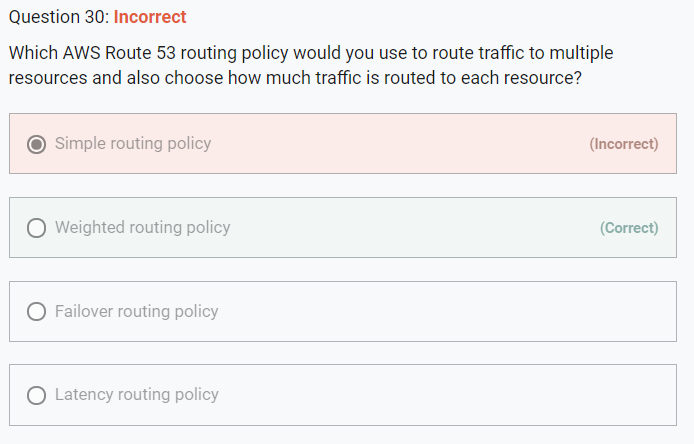 Question 30: Incorrect
Which AWS Route 53 routing policy would you use to route traffic to multiple
resources and also choose how much traffic is routed to each resource?
Simple routing policy (Incorrect)
Weighted routing policy (Correct)
Failover routing policy
Latency routing policy